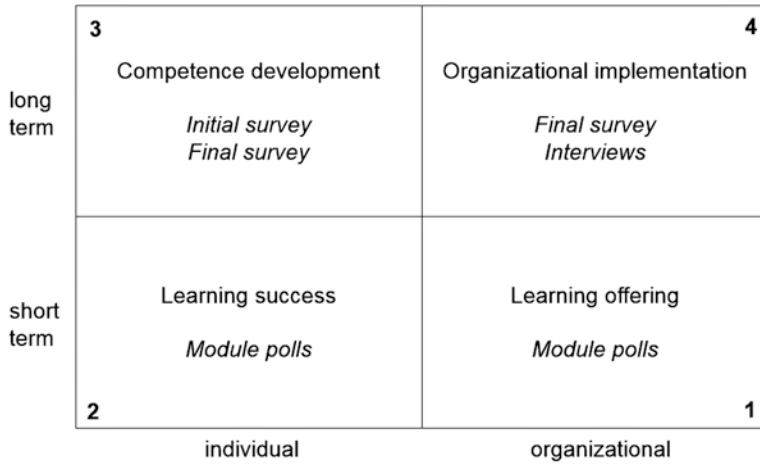 3
4
Competence development
Organizational implementation
long
term
Initial survey
Final survey
Final survey
Interviews
Learning success
Learning offering
short
term
Module polls
Module polls
2
1
individual
organizational